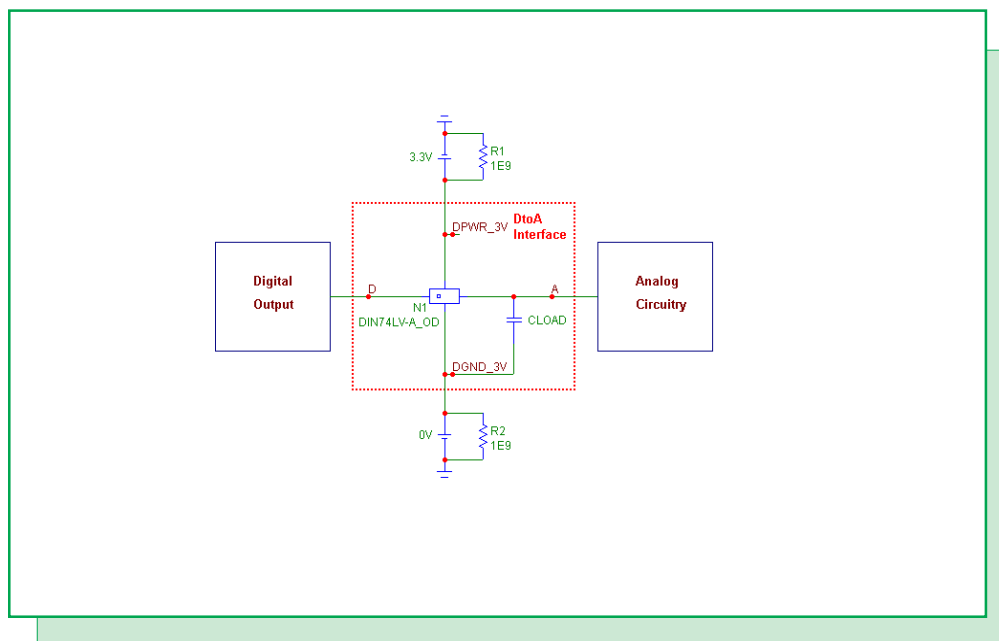 3.3V
R1
1E9
DPWR_3V
DtoA
Interface
Digital
Output
D
N1
DIN74LV-A_OD
A
CLOAD
Analog
Circuitry
DGND_3V
0V
R2
1E9